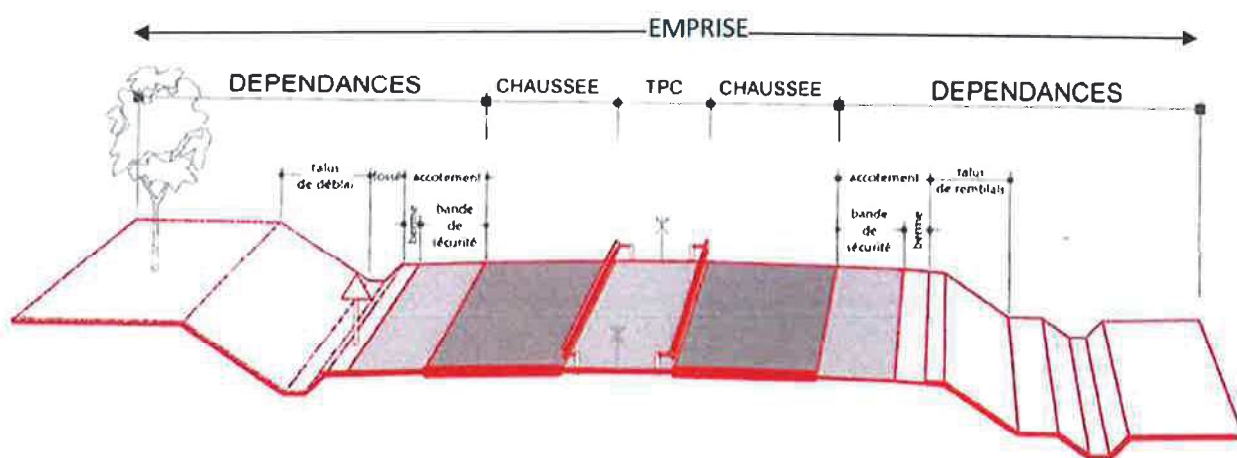 EMPRISE
DEPENDANCES CHAUSSEE TPC CHAUSSEE DEPENDANCES
talus
de déblai
fossé
accotement
berme
bande
de
sécurité
accotement
talus
de remblais
bande
de
sécurité
berme